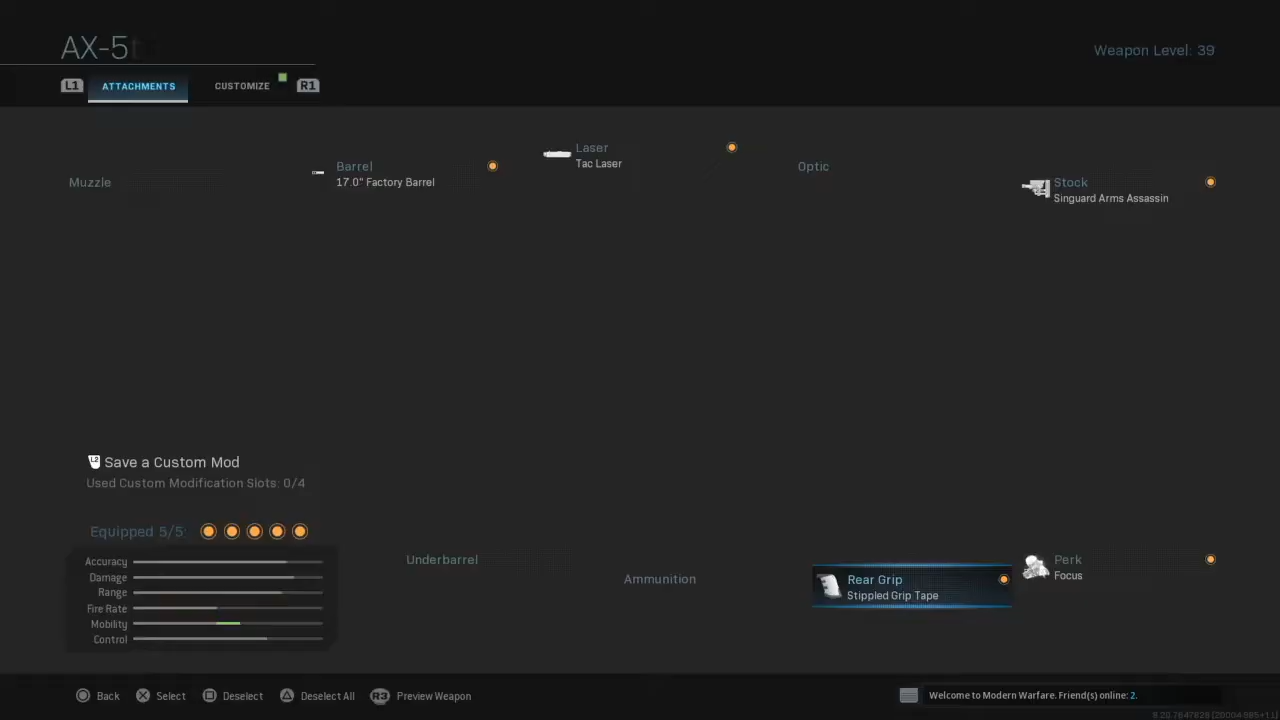 AX-5
Weapon Level: 39
L1
ATTACHMENTS
CUSTOMIZE
R1
Muzzle
Barrel
17.0" Factory Barrel
Laser
Tac Laser
Optic
Stock
Singuard Arms Assassin
L2 Save a Custom Mod
Used Custom Modification Slots: 0/4
Equipped 5/5:
Accuracy
Damage
Range
Fire Rate
Mobility
Control
Underbarrel
Ammunition
Rear Grip
Stippled Grip Tape
Perk
Focus
Back
Select
Deselect
Deselect All
R3 Preview Weapon
Welcome to Modern Warfare. Friend(s) online: 2.